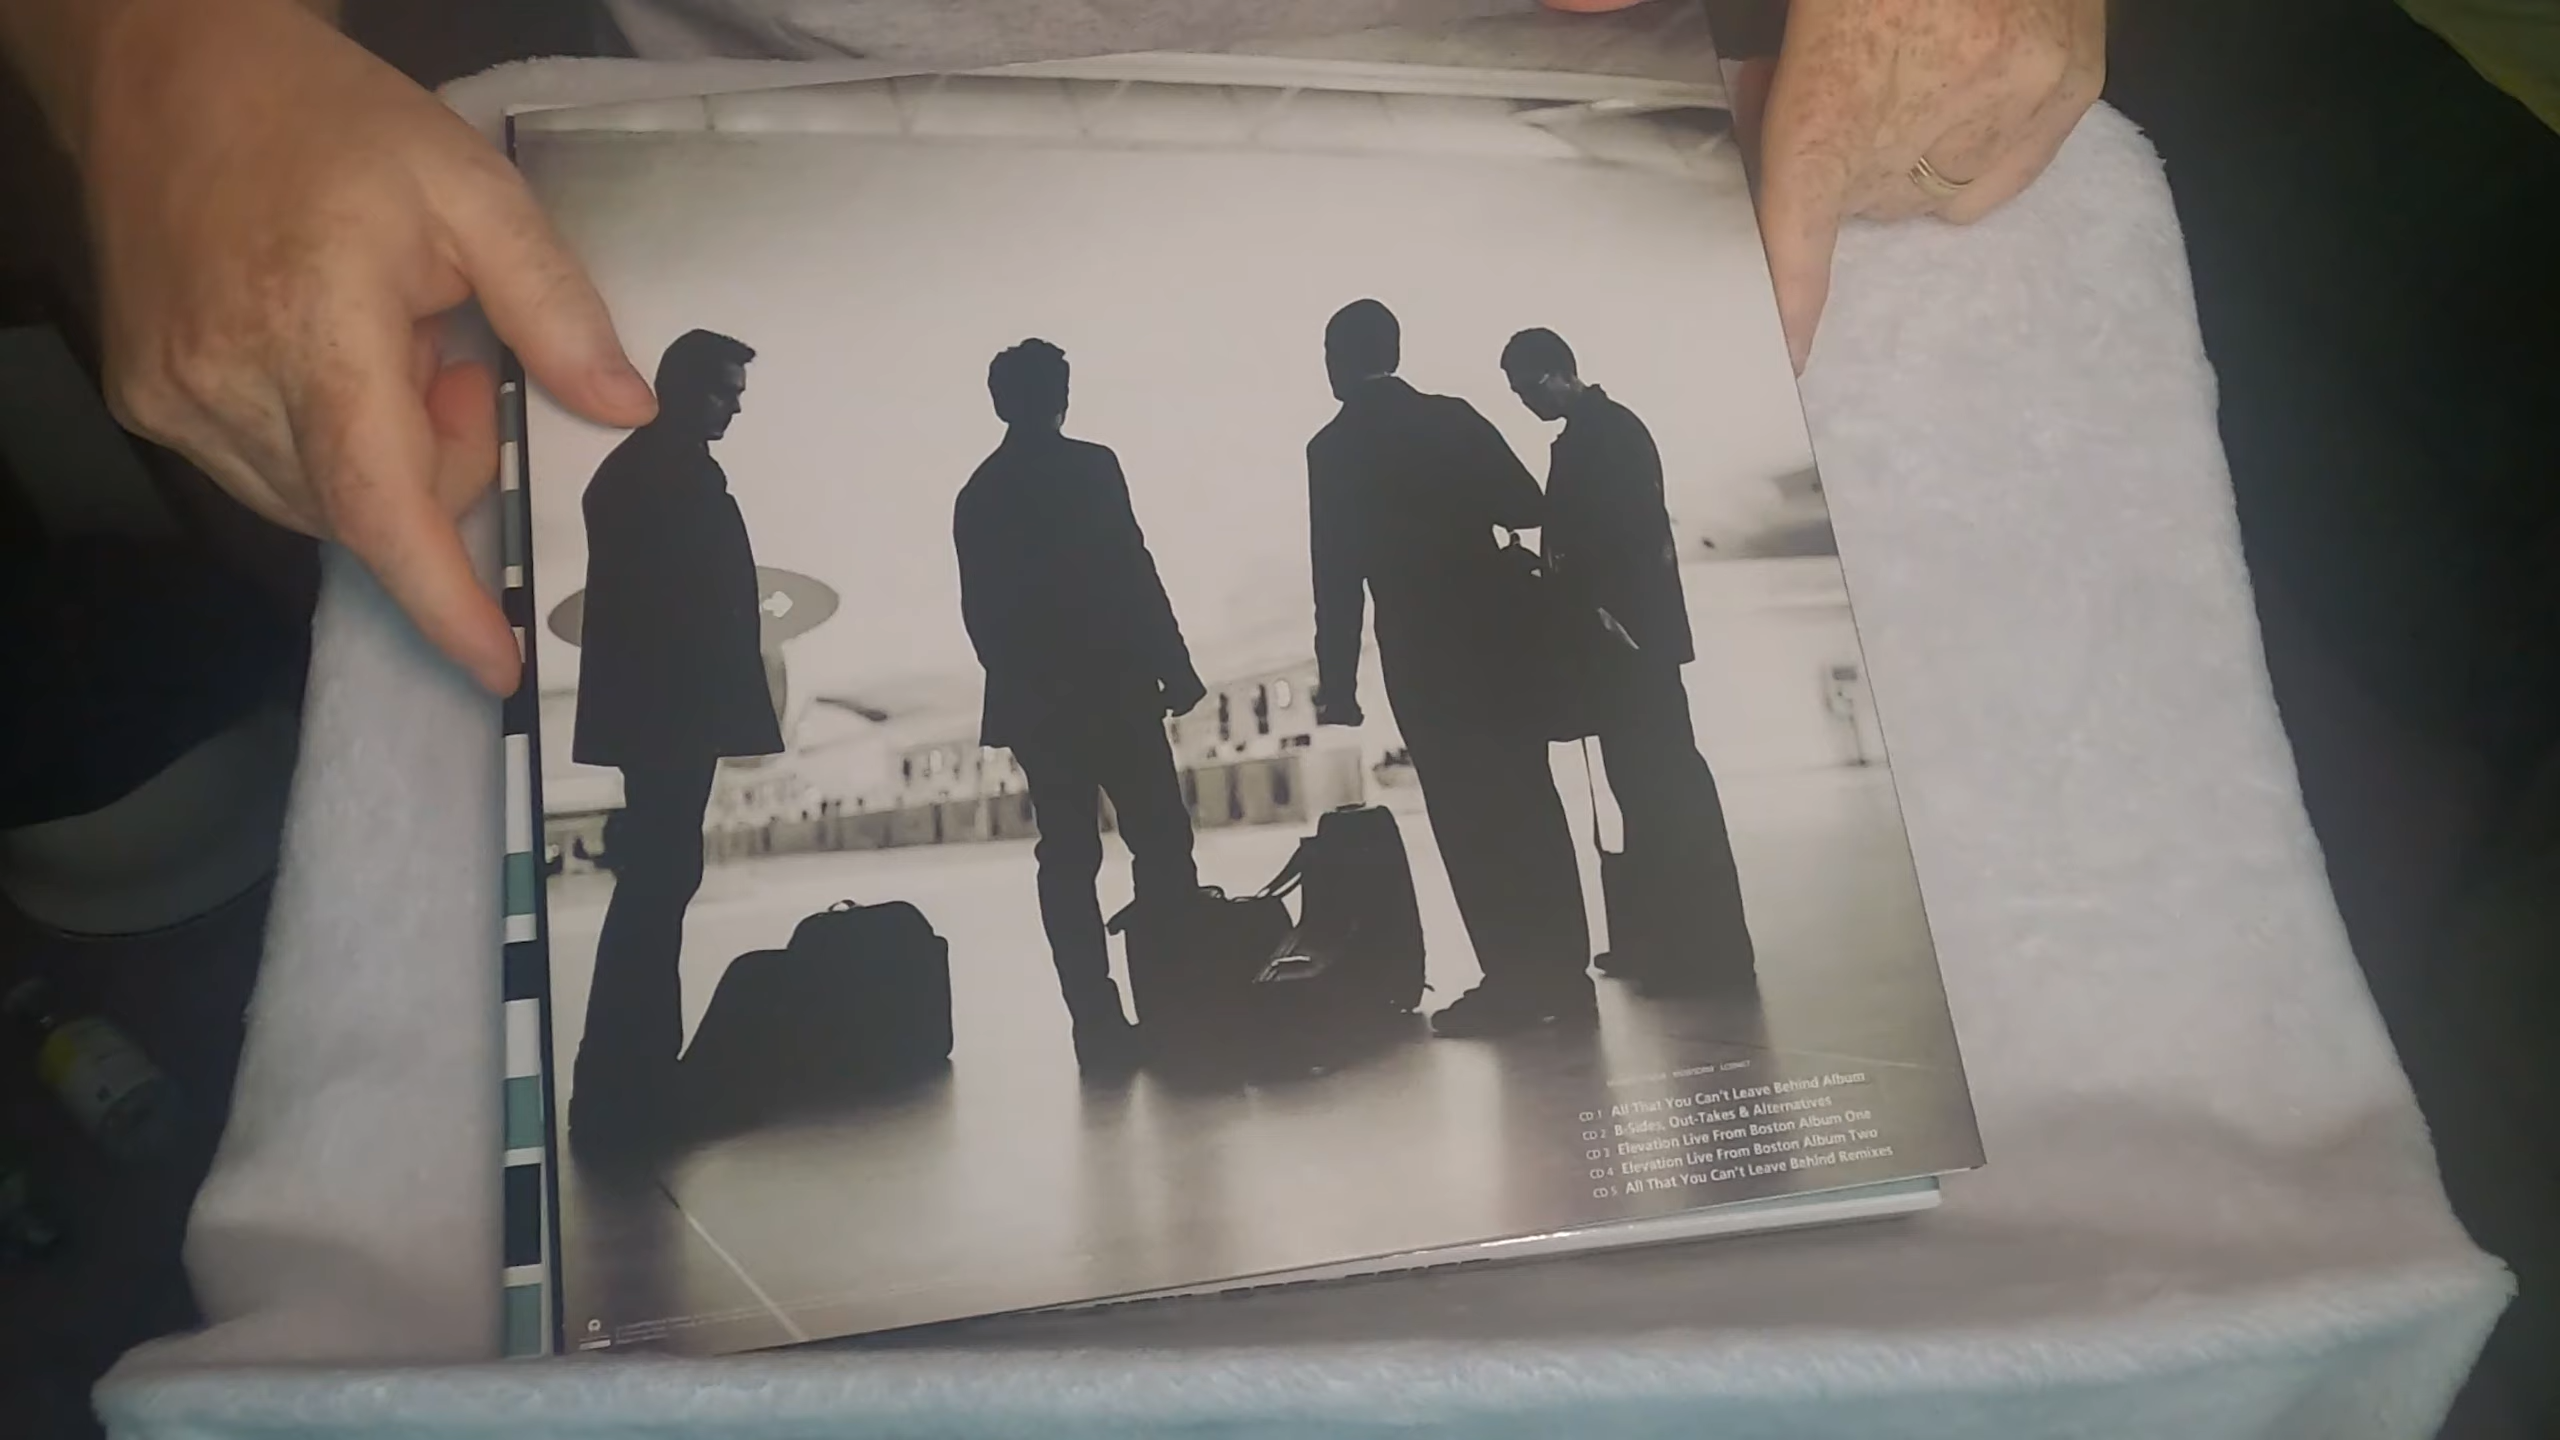 CD 1 All That You Can't Leave Behind Album
CD 2 B-Sides, Out-Takes & Alternatives
CD 3 Elevation Live From Boston Album One
CD 4 Elevation Live From Boston Album Two
CD 5 All That You Can't Leave Behind Remixes